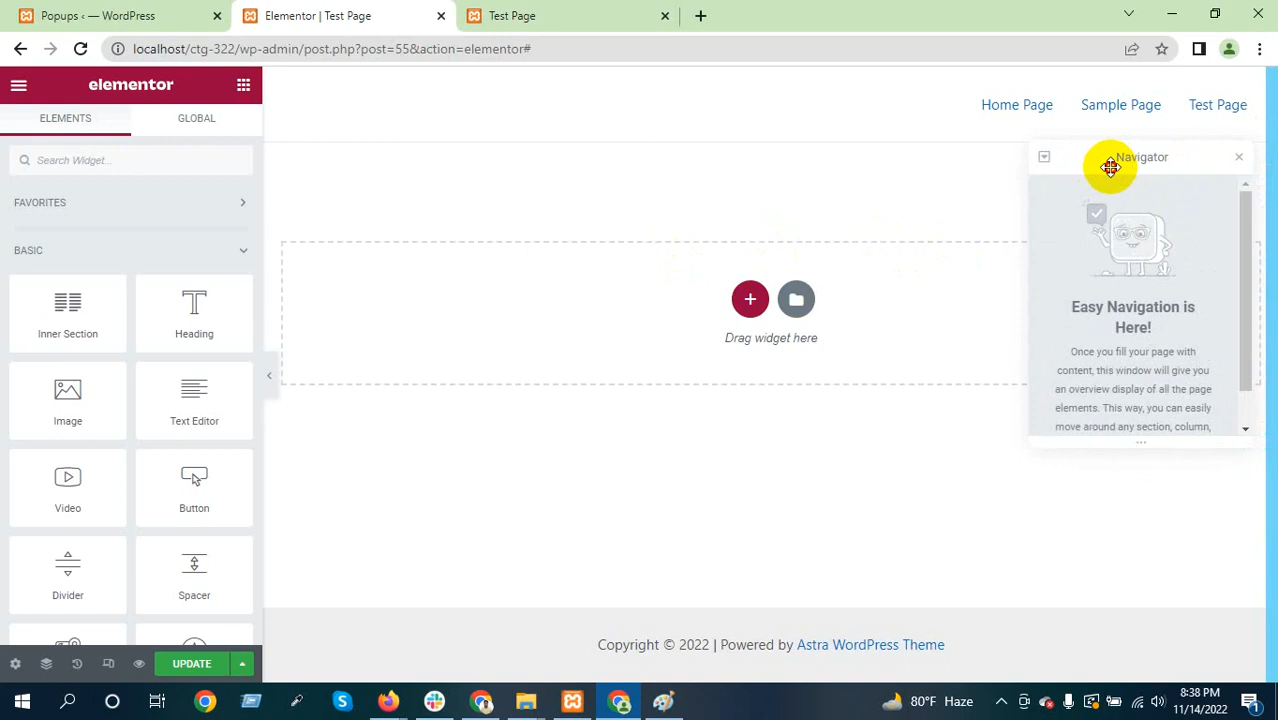 Popups ‹ — WordPress
Elementor | Test Page
Test Page
localhost/ctg-322/wp-admin/post.php?post=55&action=elementor#
elementor
ELEMENTS
GLOBAL
Search Widget...
FAVORITES
BASIC
Inner Section
Heading
Image
Text Editor
Video
Button
Divider
Spacer
UPDATE
Home Page
Sample Page
Test Page
Drag widget here
Navigator
Easy Navigation is
Here!
Once you fill your page with
content, this window will give you
an overview display of all the page
elements. This way, you can easily
move around any section, column,
Copyright © 2022 | Powered by Astra WordPress Theme
80°F Haze
8:38 PM
11/14/2022
1